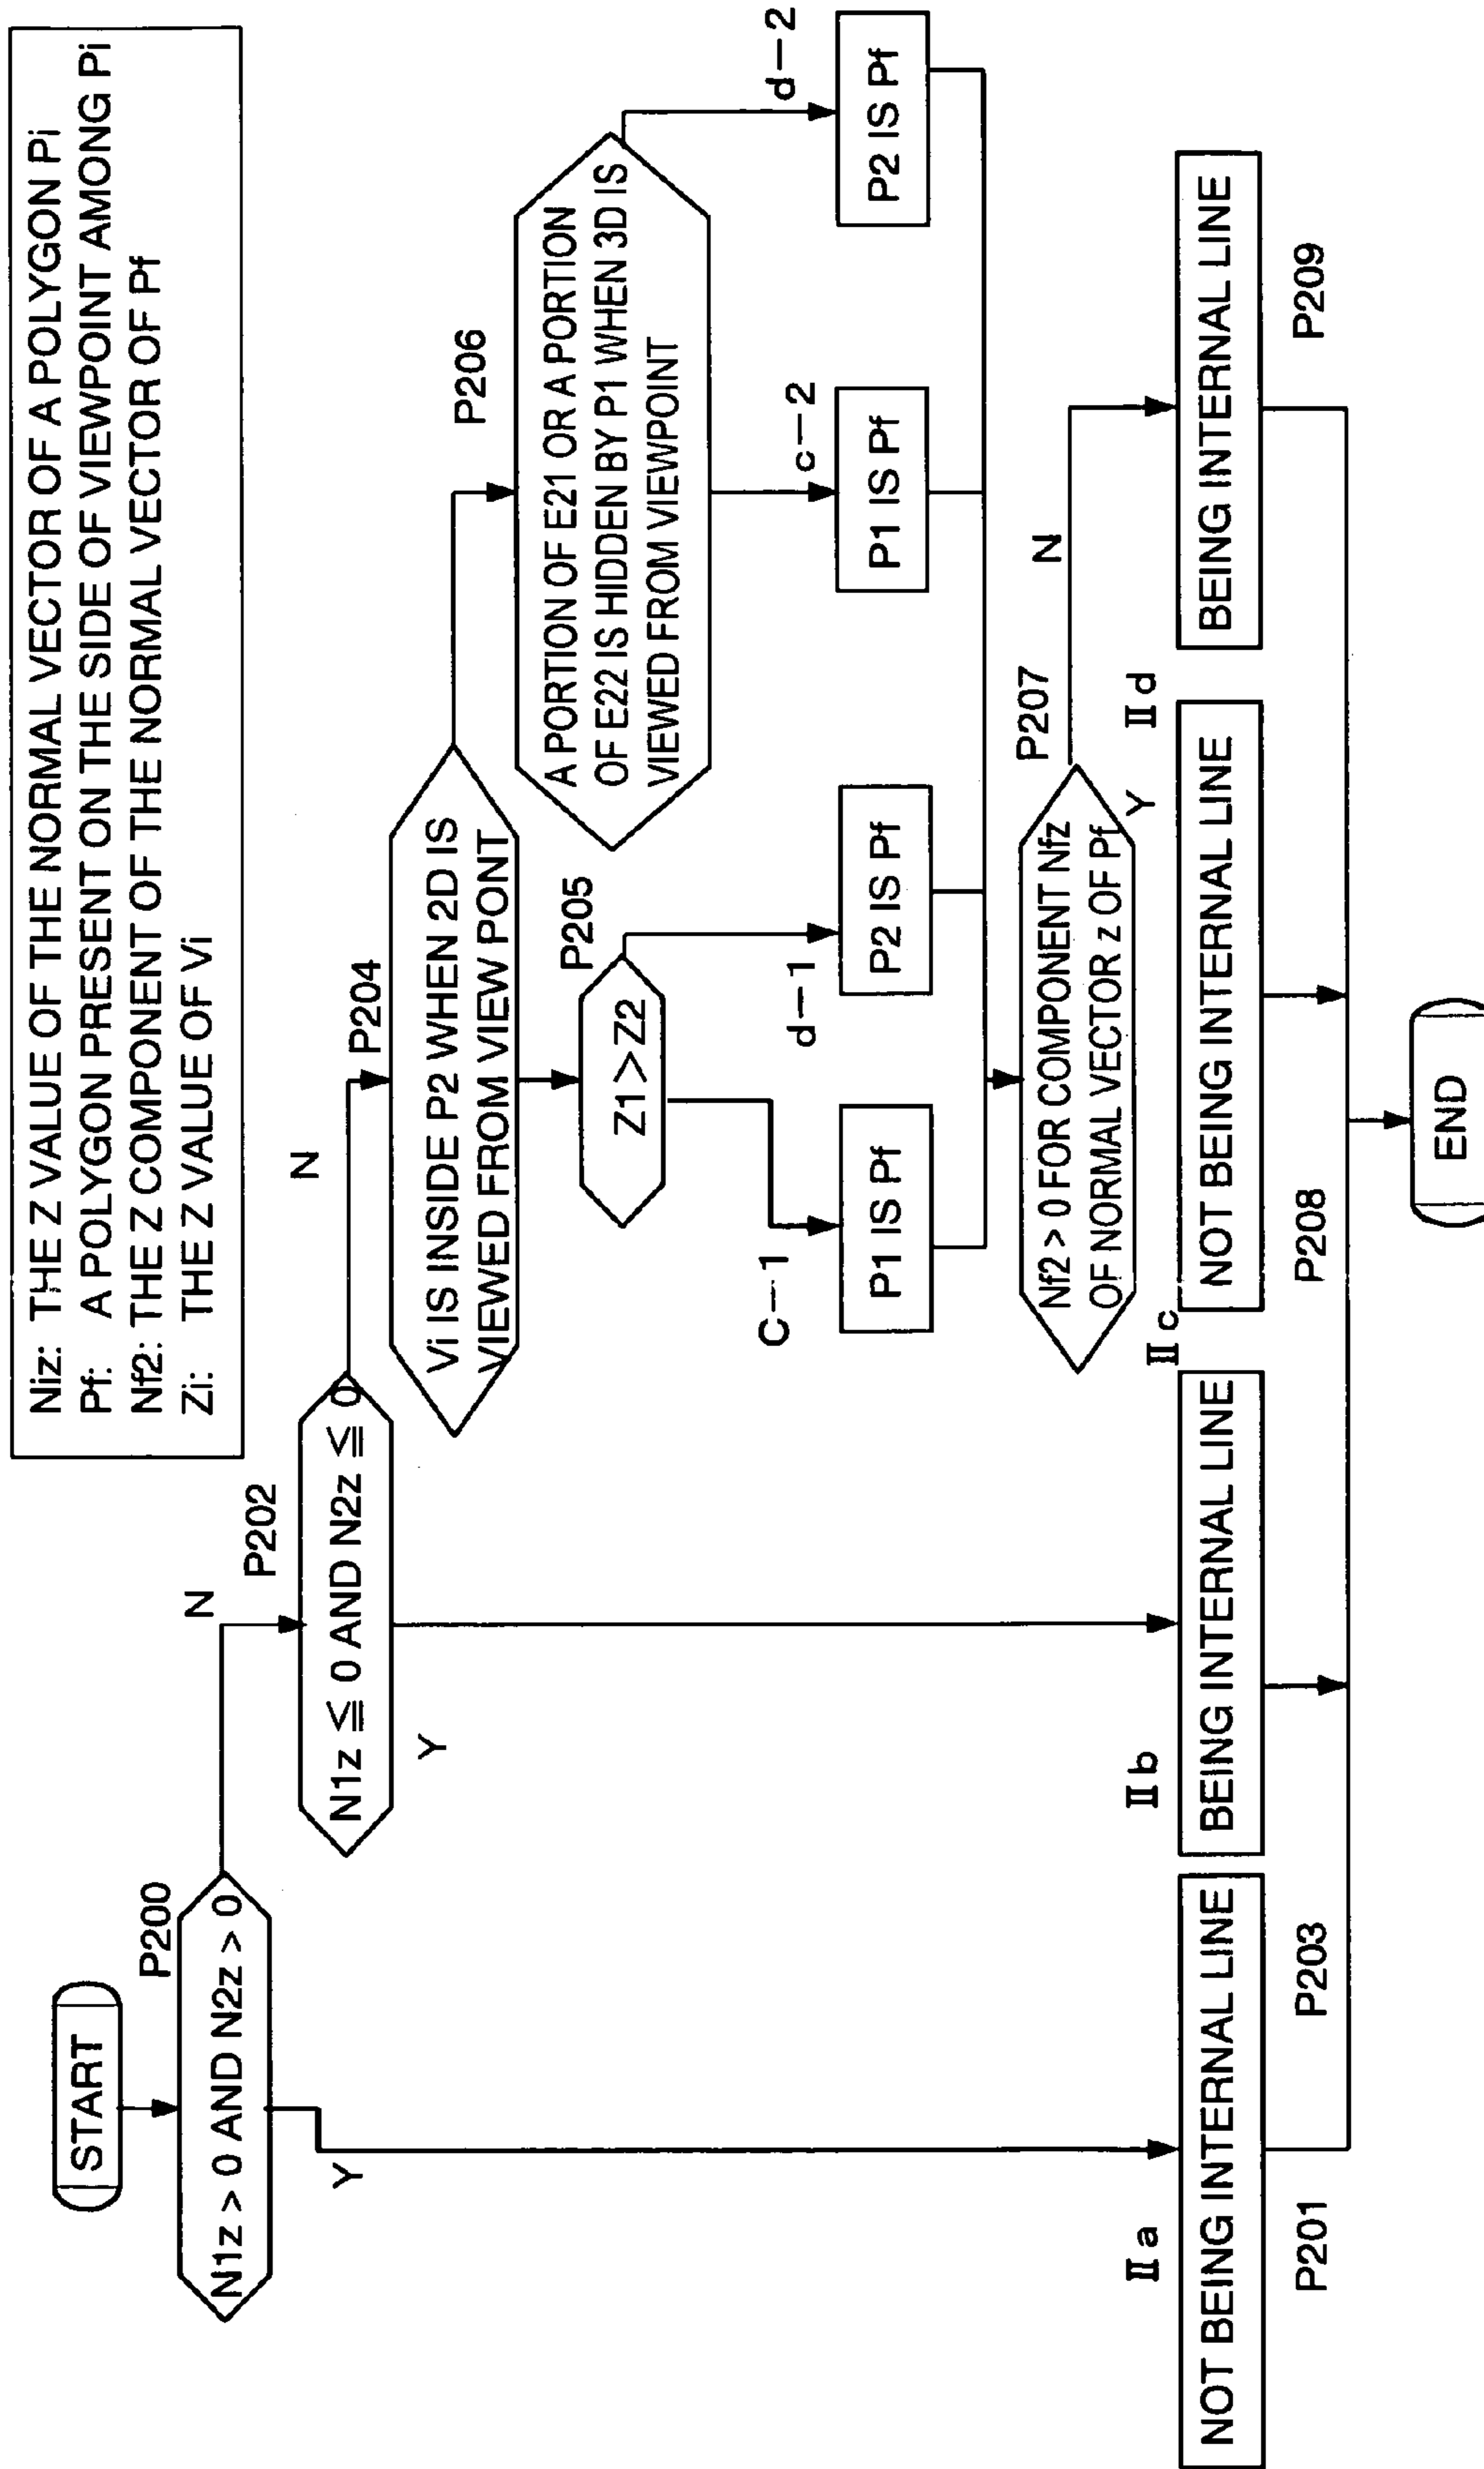 Niz: THE Z VALUE OF THE NORMAL VECTOR OF A POLYGON Pi
Pf: A POLYGON PRESENT ON THE SIDE OF VIEWPOINT AMONG Pi
Nf2: THE Z COMPONENT OF THE NORMAL VECTOR OF Pf
Zi: THE Z VALUE OF Vi
START
P200
N1z > 0 AND N2z > 0
N
Y
P202
N1z ≦ 0 AND N2z ≦ 0
N
Y
P204
Vi IS INSIDE P2 WHEN 2D IS
VIEWED FROM VIEW PONT
P205
Z1>Z2
P206
A PORTION OF E21 OR A PORTION
OF E22 IS HIDDEN BY P1 WHEN 3D IS
VIEWED FROM VIEWPOINT
C-1
P1 IS Pf
d-1
P2 IS Pf
c-2
P1 IS Pf
d-2
P2 IS Pf
P207
Nf2 > 0 FOR COMPONENT Nfz
OF NORMAL VECTOR z OF Pf
Y
N
II a
NOT BEING INTERNAL LINE
P201
II b
BEING INTERNAL LINE
P203
II c
NOT BEING INTERNAL LINE
P208
II d
BEING INTERNAL LINE
P209
END